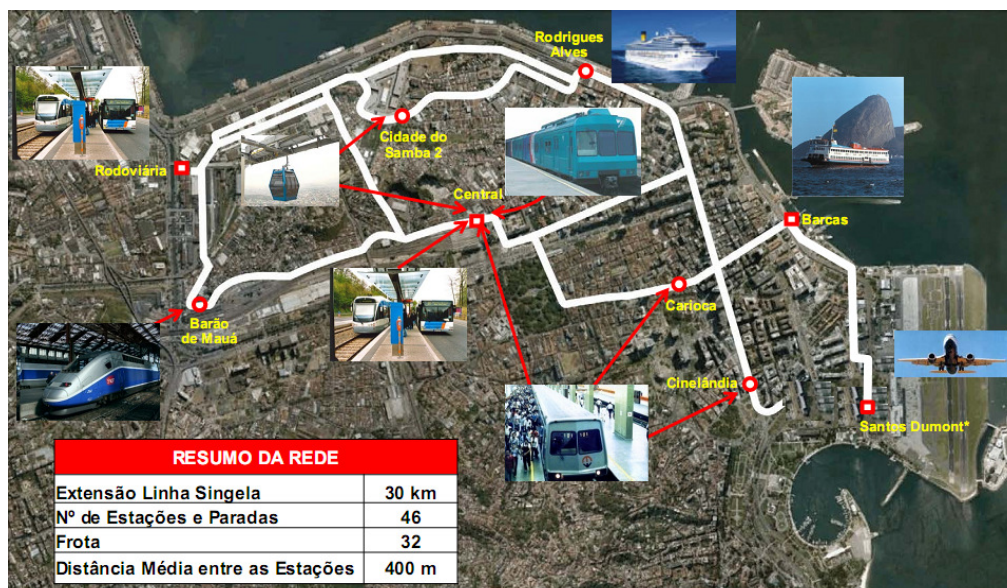 Rodrigues
Alves
Cidade do
Samba 2
Rodoviária
Central
Barcas
Carioca
Barão
de Mauá
Cinelândia
Santos Dumont*
RESUMO DA REDE
Extensão Linha Singela 30 km
Nº de Estações e Paradas 46
Frota 32
Distância Média entre as Estações 400 m